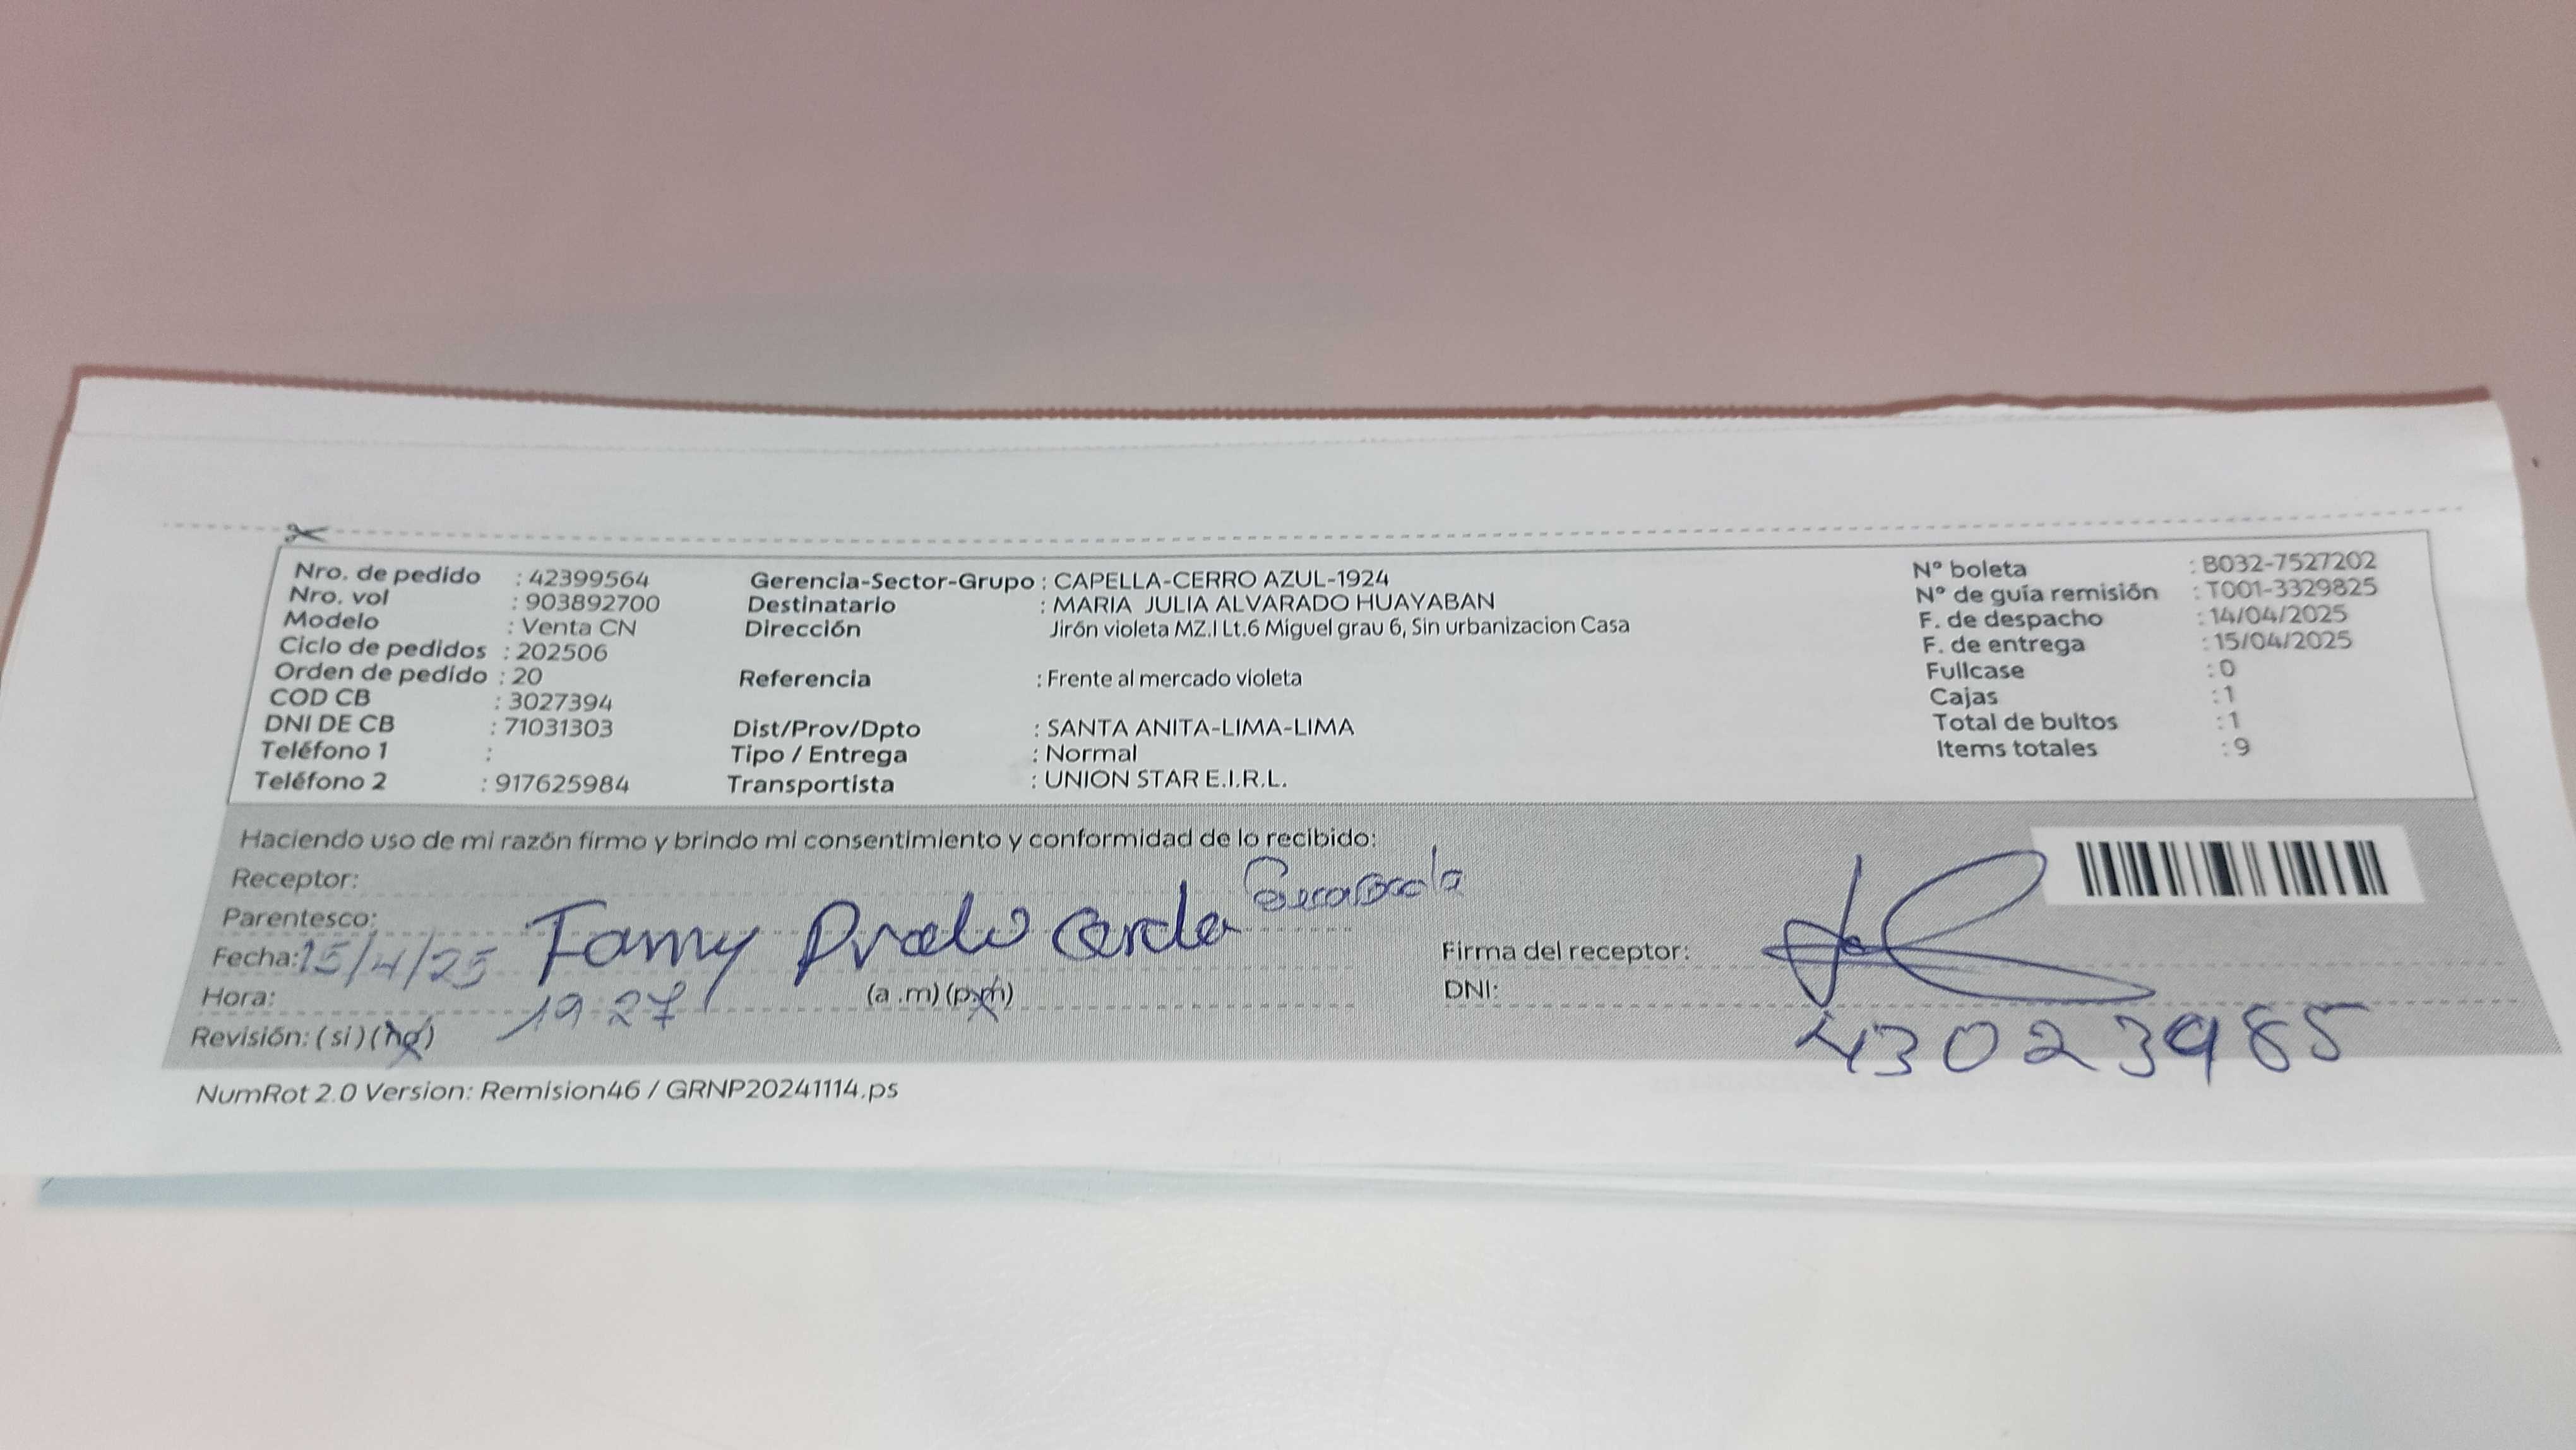 Nro. de pedido : 42399564
Nro. vol : 903892700
Modelo : Venta CN
Ciclo de pedidos : 202506
Orden de pedido : 20
COD CB : 3027394
DNI DE CB : 71031303
Teléfono 1 :
Teléfono 2 : 917625984
Gerencia-Sector-Grupo : CAPELLA-CERRO AZUL-1924
Destinatario : MARIA JULIA ALVARADO HUAYABAN
Dirección Jirón violeta MZ.I Lt.6 Miguel grau 6, Sin urbanizacion Casa
Referencia : Frente al mercado violeta
Dist/Prov/Dpto : SANTA ANITA-LIMA-LIMA
Tipo / Entrega : Normal
Transportista : UNION STAR E.I.R.L.
N° boleta : B032-7527202
N° de guía remisión : T001-3329825
F. de despacho : 14/04/2025
F. de entrega : 15/04/2025
Fullcase : 0
Cajas : 1
Total de bultos : 1
Items totales : 9
Haciendo uso de mi razón firmo y brindo mi consentimiento y conformidad de lo recibido:
Receptor:
Parentesco:
Fecha: 15/4/25
Hora: 19:27 (a .m) (p.m)
Revisión: (si) (no)
Firma del receptor:
DNI: 43023985
NumRot 2.0 Version: Remision46 / GRNP20241114.ps